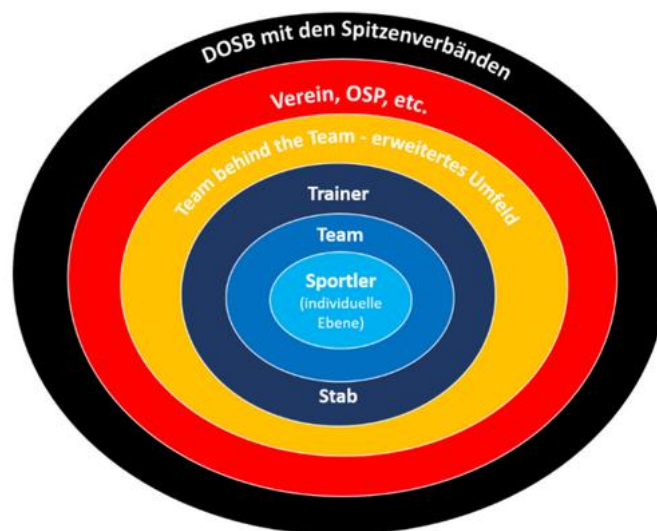 DOSB mit den Spitzenverbänden
Verein, OSP, etc.
Team behind the Team - erweitertes Umfeld
Trainer
Team
Sportler
(individuelle
Ebene)
Stab